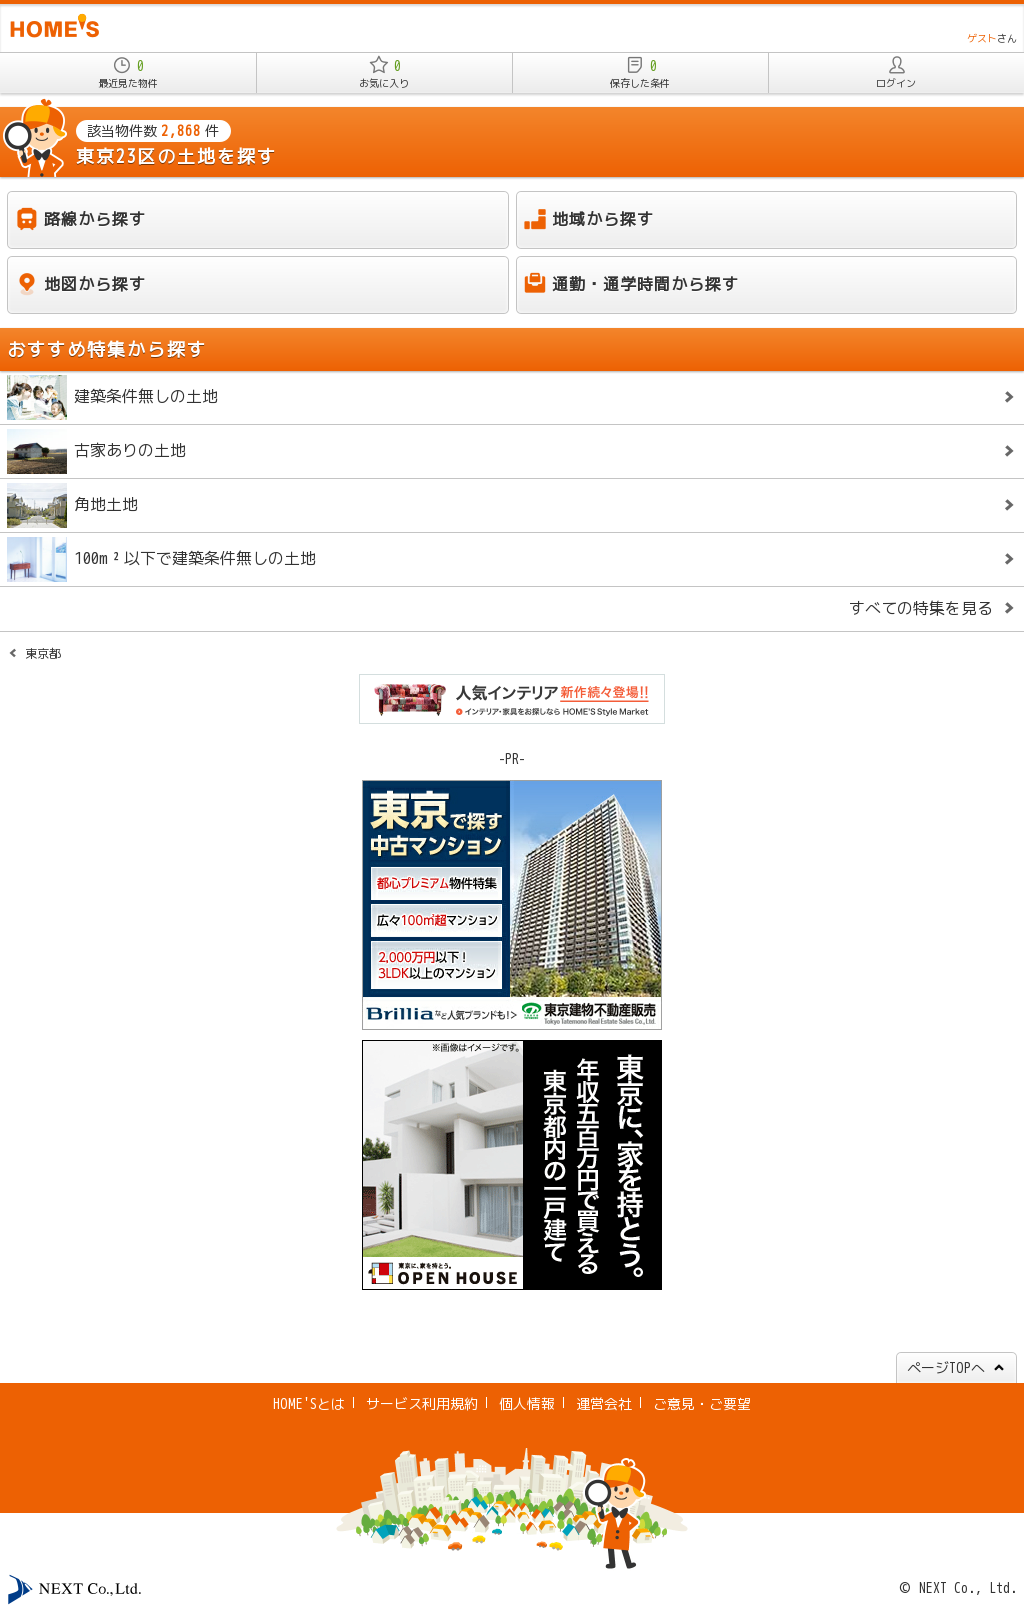 HOME'S
ゲストさん
0
最近見た物件
0
お気に入り
0
保存した条件
ログイン
該当物件数 2,868 件
東京23区の土地を探す
路線から探す
地域から探す
地図から探す
通勤・通学時間から探す
おすすめ特集から探す
建築条件無しの土地
古家ありの土地
角地土地
100m²以下で建築条件無しの土地
すべての特集を見る
東京都
人気インテリア新作続々登場!!
インテリア・家具をお探しなら HOME'S Style Market
-PR-
東京で探す
中古マンション
都心プレミアム物件特集
広々100㎡超マンション
2,000万円以下！
3LDK以上のマンション
Brilliaなど人気ブランドも!>
東京建物不動産販売
Tokyo Tatemono Real Estate Sales Co.,Ltd.
※画像はイメージです。
東京に、家を持とう。
年収五百万円で買える
東京都内の一戸建て
東京に、家を持とう。
OPEN HOUSE
ページTOPへ
HOME'Sとは
サービス利用規約
個人情報
運営会社
ご意見・ご要望
NEXT Co., Ltd.
© NEXT Co., Ltd.